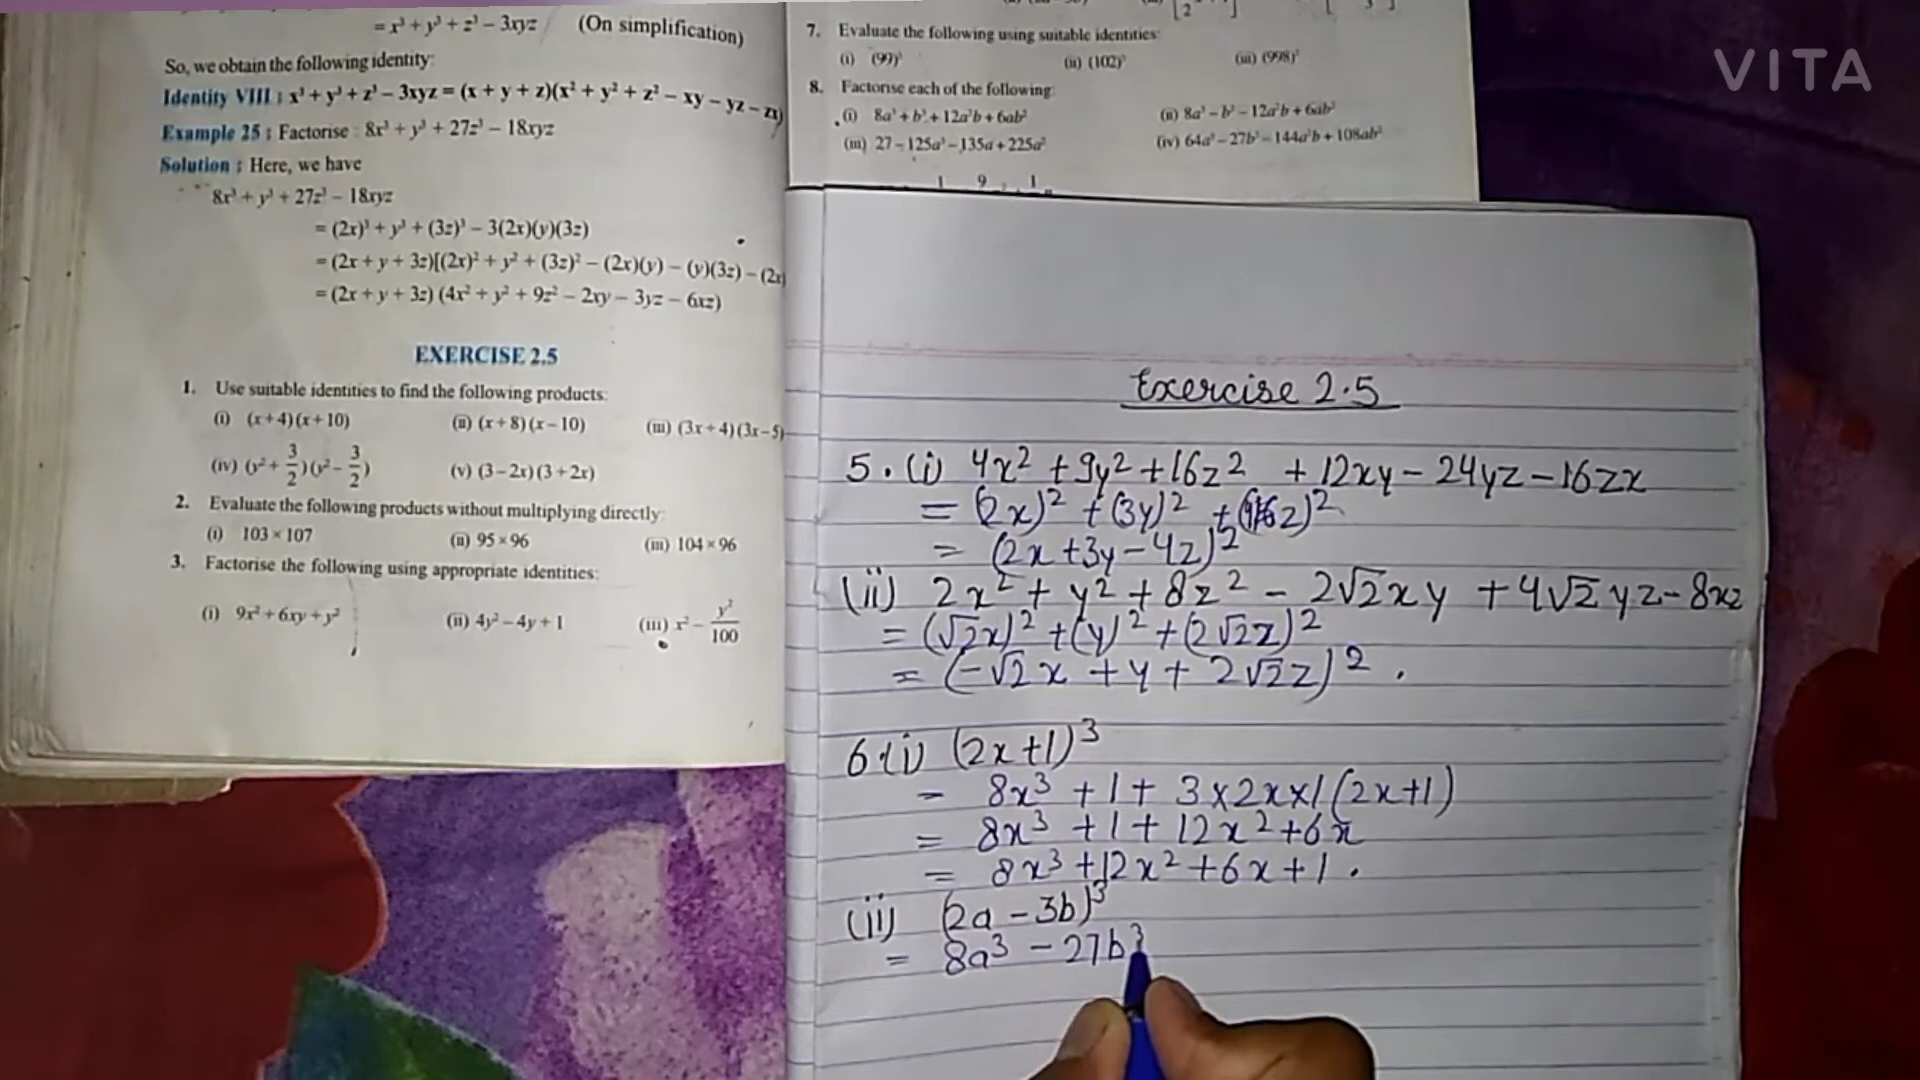 = x³ + y³ + z³ – 3xyz (On simplification)
So, we obtain the following identity:
Identity VIII : x³ + y³ + z³ – 3xyz = (x + y + z)(x² + y² + z² – xy – yz – zx)
Example 25 : Factorise : 8x³ + y³ + 27z³ – 18xyz
Solution : Here, we have
8x³ + y³ + 27z³ – 18xyz
= (2x)³ + y³ + (3z)³ – 3(2x)(y)(3z)
= (2x + y + 3z)[(2x)² + y² + (3z)² – (2x)(y) – (y)(3z) – (2x)
= (2x + y + 3z) (4x² + y² + 9z² – 2xy – 3yz – 6xz)
EXERCISE 2.5
1. Use suitable identities to find the following products:
(i) (x + 4) (x + 10) (ii) (x + 8) (x – 10) (iii) (3x + 4) (3x – 5)
(iv) (y² + 3/2) (y² – 3/2) (v) (3 – 2x) (3 + 2x)
2. Evaluate the following products without multiplying directly:
(i) 103 × 107 (ii) 95 × 96 (iii) 104 × 96
3. Factorise the following using appropriate identities:
(i) 9x² + 6xy + y² (ii) 4y² – 4y + 1 (iii) x² – y²/100
7. Evaluate the following using suitable identities:
(i) (99)³ (ii) (102)³ (iii) (998)³
8. Factorise each of the following:
(i) 8a³ + b³ + 12a²b + 6ab² (ii) 8a³ – b³ – 12a²b + 6ab²
(iii) 27 – 125a³ – 135a + 225a² (iv) 64a³ – 27b³ – 144a²b + 108ab²
VITA
Exercise 2.5
5. (i) 4x² + 9y² + 16z² + 12xy – 24yz – 16zx
= (2x)² + (3y)² + z)²
= (2x + 3y – 4z)²
(ii) 2x² + y² + 8z² – 2√2xy + 4√2yz – 8xz
= (√2x)² + (y)² + (2√2z)²
= (–√2x + y + 2√2z)² .
6 (i) (2x+1)³
= 8x³ + 1 + 3×2x×1(2x+1)
= 8x³ + 1 + 12x² + 6x
= 8x³ + 12x² + 6x + 1 .
(ii) (2a – 3b)³
= 8a³ – 27b³